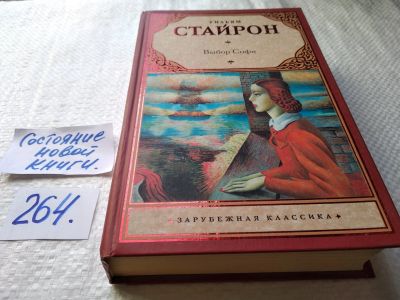 УИЛЬЯМ
СТАЙРОН
Выбор Софи
ЗАРУБЕЖНАЯ КЛАССИКА
Состояние
новой
книги.
264.